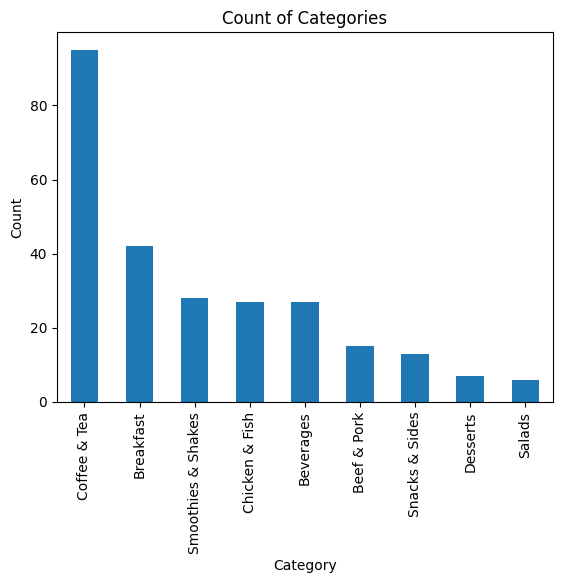 Count of Categories
Count
80
60
40
20
0
Coffee & Tea
Breakfast
Smoothies & Shakes
Chicken & Fish
Beverages
Beef & Pork
Snacks & Sides
Desserts
Salads
Category